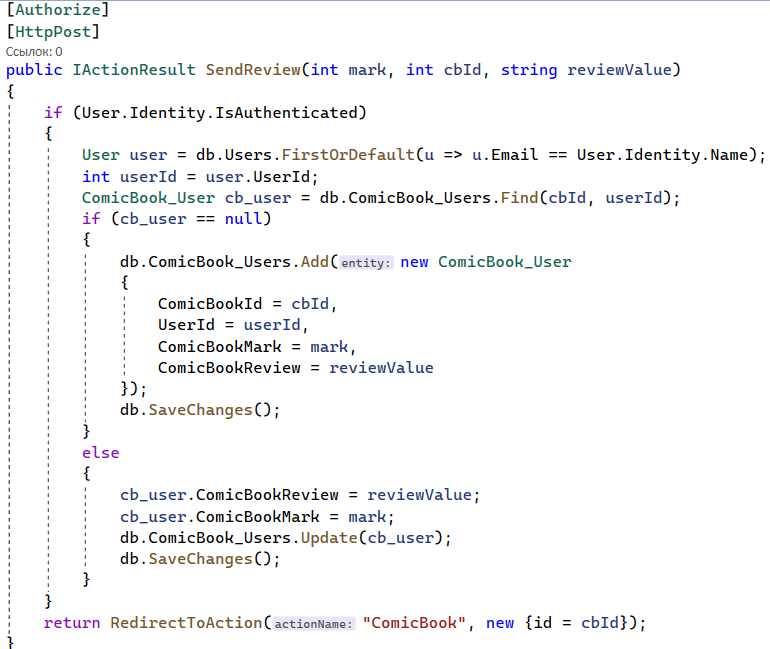 [Authorize]
[HttpPost]
Ссылок: 0
public IActionResult SendReview(int mark, int cbId, string reviewValue)
{
    if (User.Identity.IsAuthenticated)
    {
        User user = db.Users.FirstOrDefault(u => u.Email == User.Identity.Name);
        int userId = user.UserId;
        ComicBook_User cb_user = db.ComicBook_Users.Find(cbId, userId);
        if (cb_user == null)
        {
            db.ComicBook_Users.Add(entity: new ComicBook_User
            {
                ComicBookId = cbId,
                UserId = userId,
                ComicBookMark = mark,
                ComicBookReview = reviewValue
            });
            db.SaveChanges();
        }
        else
        {
            cb_user.ComicBookReview = reviewValue;
            cb_user.ComicBookMark = mark;
            db.ComicBook_Users.Update(cb_user);
            db.SaveChanges();
        }
    }
    return RedirectToAction(actionName: "ComicBook", new {id = cbId});
}